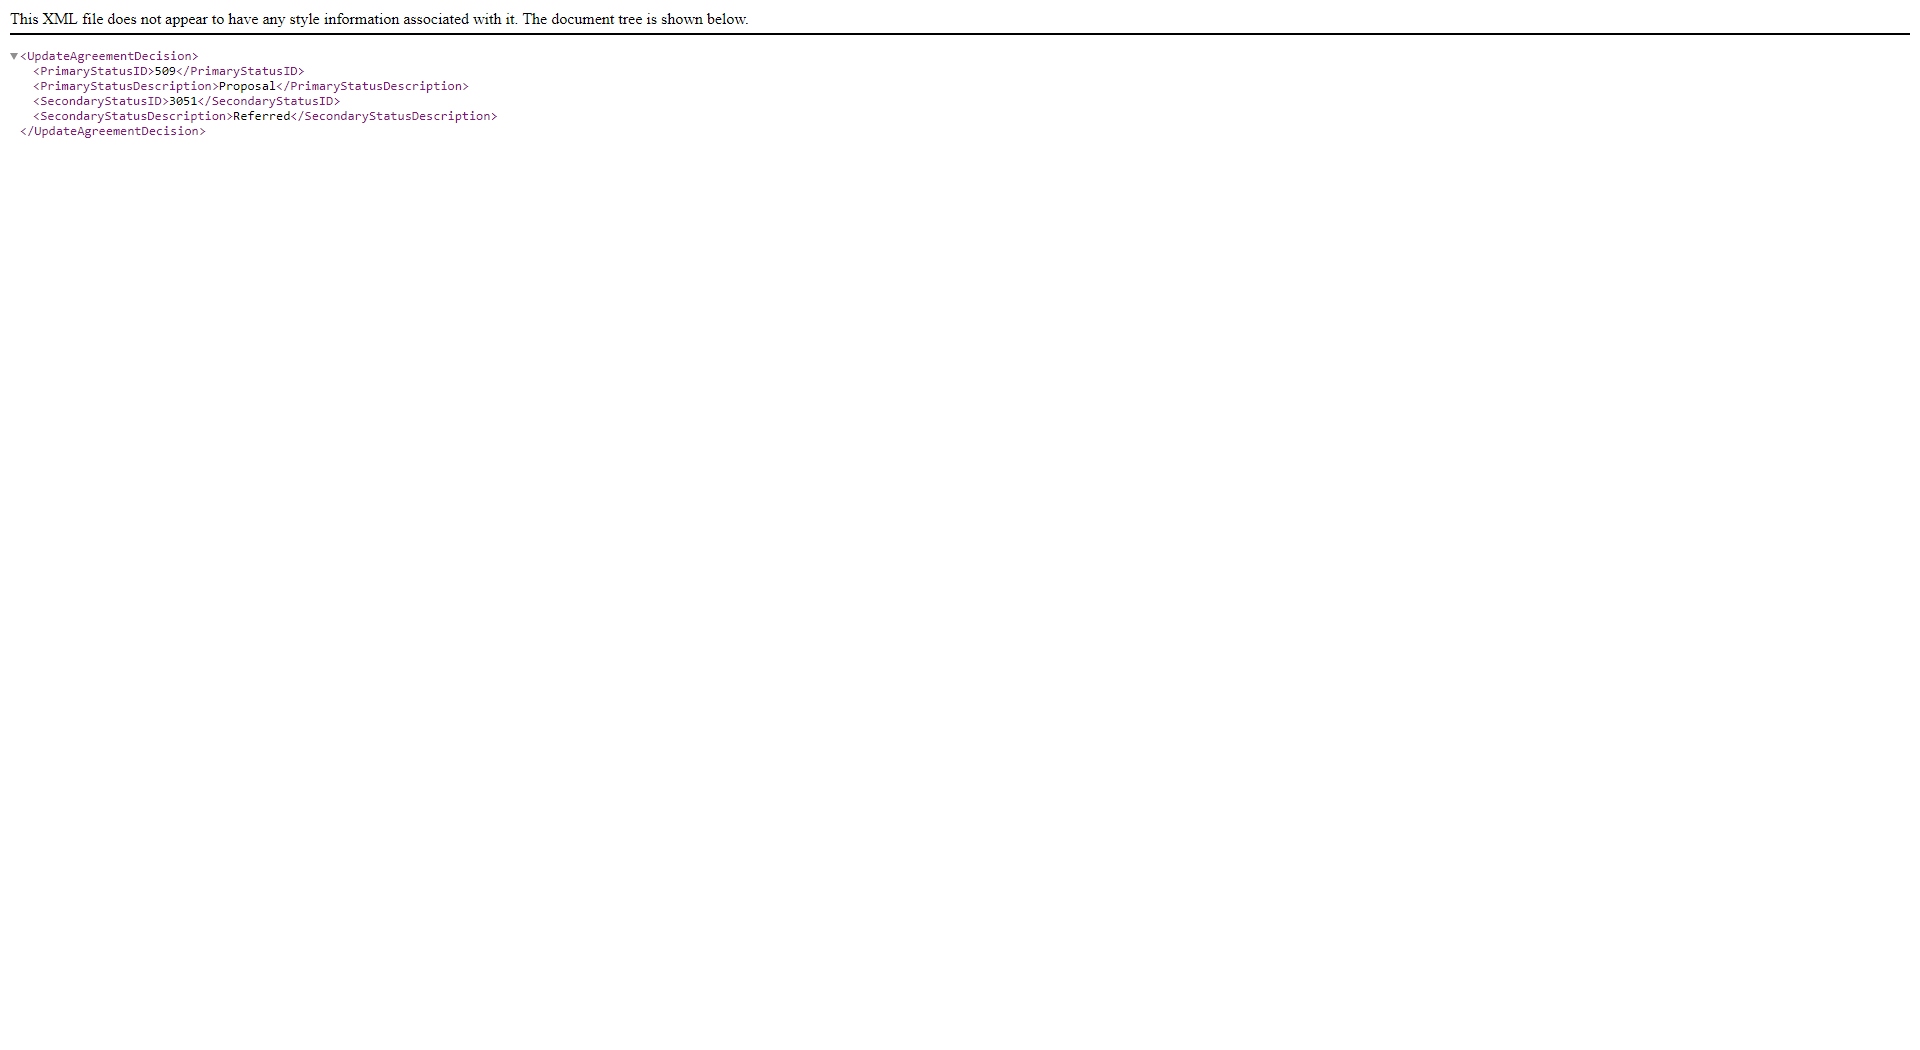 This XML file does not appear to have any style information associated with it. The document tree is shown below.
▼<UpdateAgreementDecision>
<PrimaryStatusID>509</PrimaryStatusID>
<PrimaryStatusDescription>Proposal</PrimaryStatusDescription>
<SecondaryStatusID>3051</SecondaryStatusID>
<SecondaryStatusDescription>Referred</SecondaryStatusDescription>
</UpdateAgreementDecision>